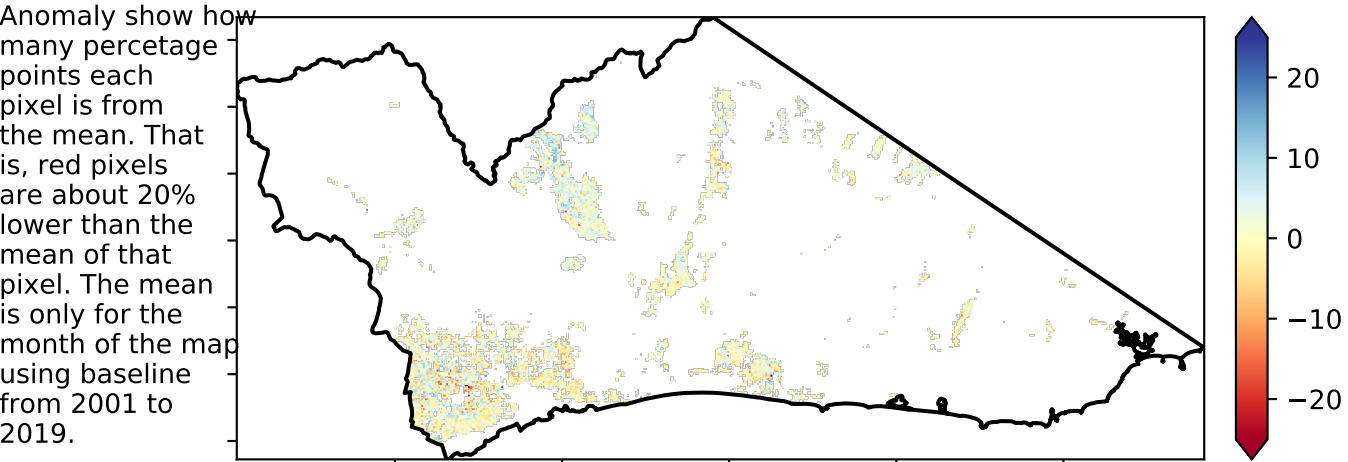 Anomaly show how
many percetage
points each
pixel is from
the mean. That
is, red pixels
are about 20%
lower than the
mean of that
pixel. The mean
is only for the
month of the map
using baseline
from 2001 to
2019.
20
10
0
−10
−20